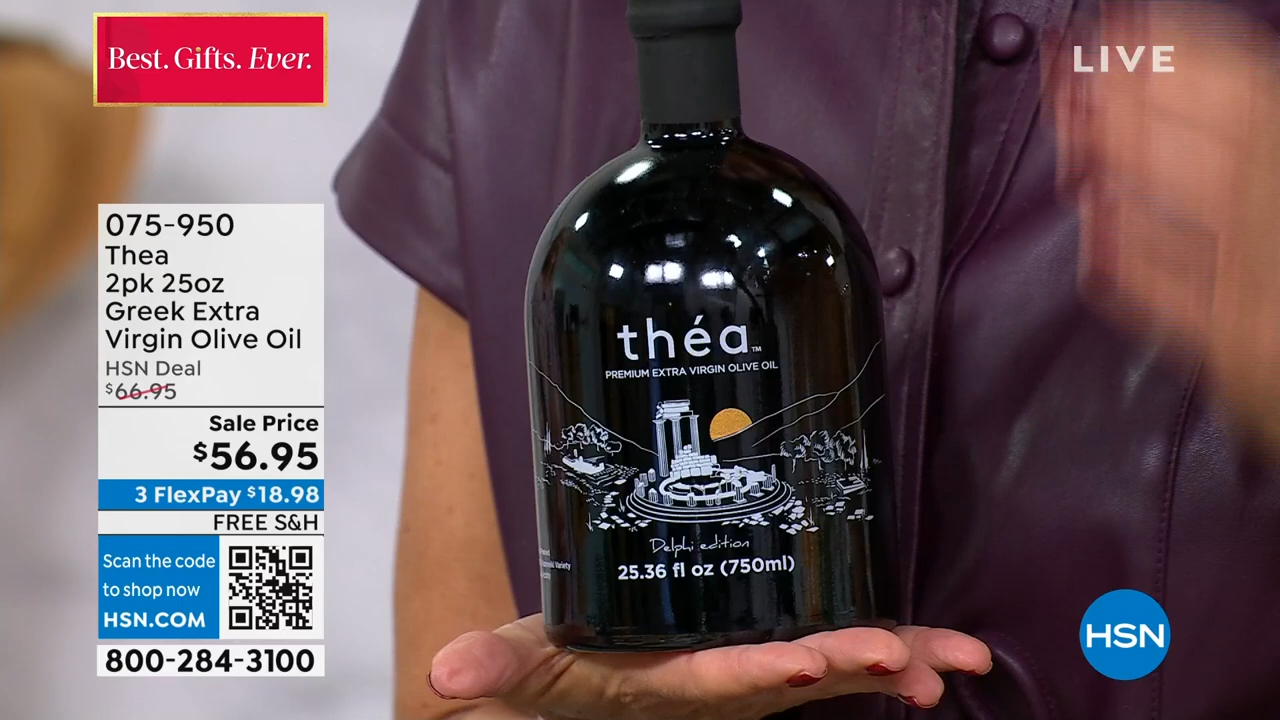 Best. Gifts. Ever.
LIVE
075-950
Thea
2pk 25oz
Greek Extra
Virgin Olive Oil
HSN Deal
$66.95
Sale Price
$56.95
3 FlexPay $18.98
FREE S&H
Scan the code
to shop now
HSN.COM
800-284-3100
théa™
PREMIUM EXTRA VIRGIN OLIVE OIL
Delphi edition
25.36 fl oz (750ml)
Variety
HSN